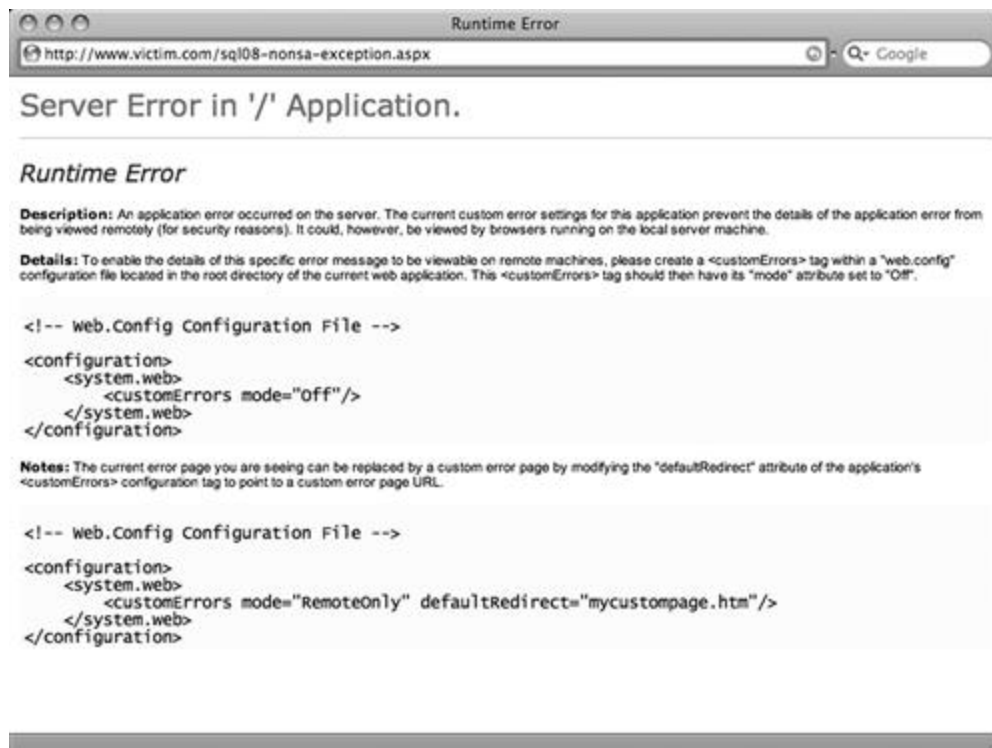 Runtime Error
http://www.victim.com/sql08-nonsa-exception.aspx
Google
Server Error in '/' Application.
Runtime Error
Description: An application error occurred on the server. The current custom error settings for this application prevent the details of the application error from
being viewed remotely (for security reasons). It could, however, be viewed by browsers running on the local server machine.
Details: To enable the details of this specific error message to be viewable on remote machines, please create a <customErrors> tag within a "web.config"
configuration file located in the root directory of the current web application. This <customErrors> tag should then have its "mode" attribute set to "Off".
<!-- Web.Config Configuration File -->
<configuration>
    <system.web>
        <customErrors mode="Off"/>
    </system.web>
</configuration>
Notes: The current error page you are seeing can be replaced by a custom error page by modifying the "defaultRedirect" attribute of the application's
<customErrors> configuration tag to point to a custom error page URL.
<!-- Web.Config Configuration File -->
<configuration>
    <system.web>
        <customErrors mode="RemoteOnly" defaultRedirect="mycustompage.htm"/>
    </system.web>
</configuration>